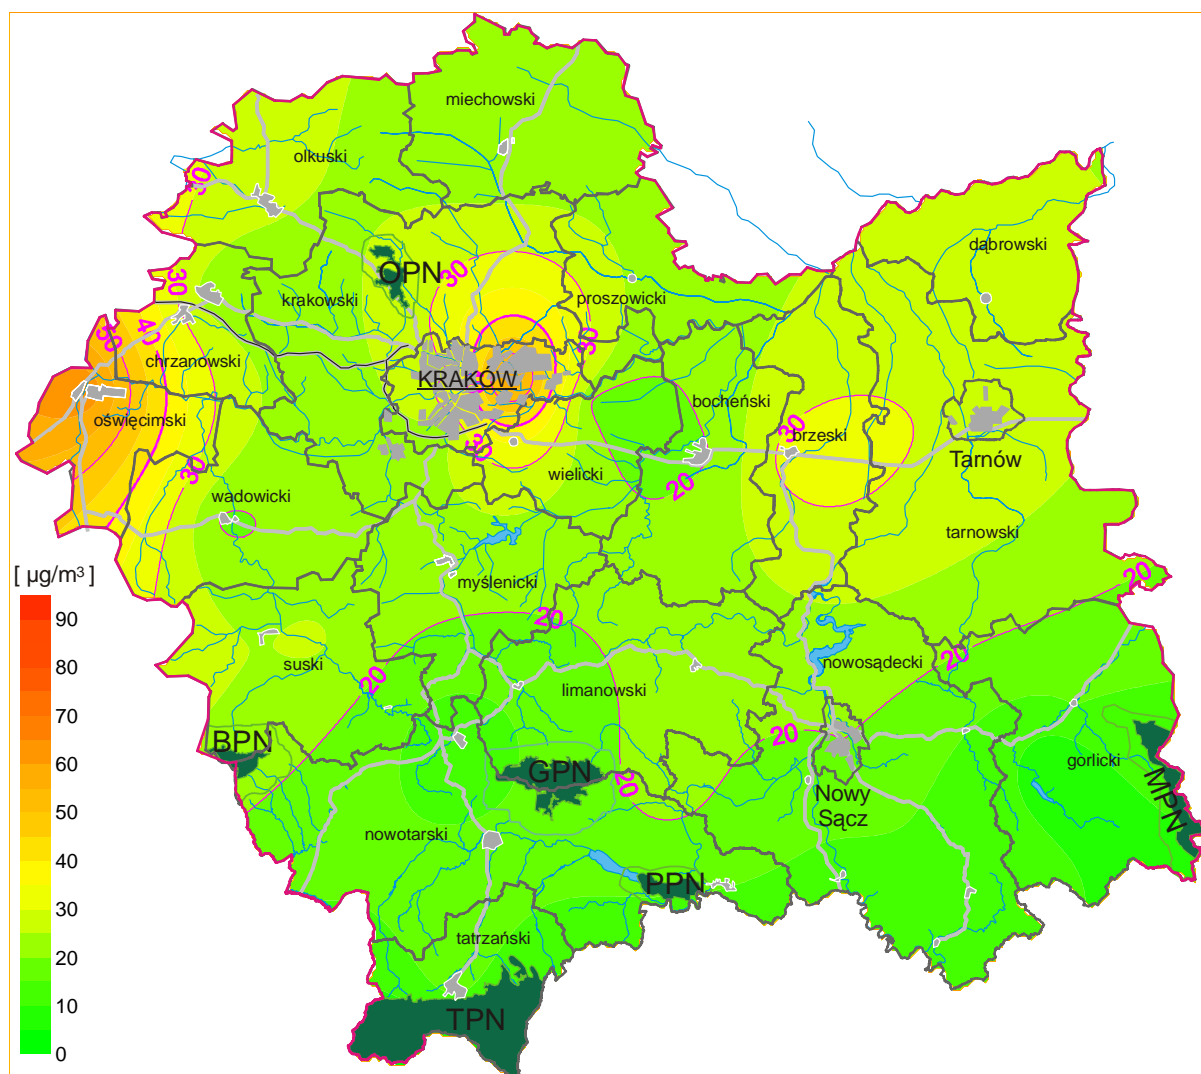 miechowski
olkuski
30
dąbrowski
OPN
30
30
krakowski
proszowicki
30
50
40
chrzanowski
KRAKÓW
bocheński
oświęcimski
30
brzeski
30
30
wielicki
Tarnów
20
wadowicki
tarnowski
[ µg/m³ ]
myślenicki
20
90
20
80
suski
20
limanowski
nowosądecki
20
70
BPN
20
60
GPN
20
gorlicki
MPN
50
Nowy
Sącz
nowotarski
40
PPN
30
tatrzański
20
TPN
10
0